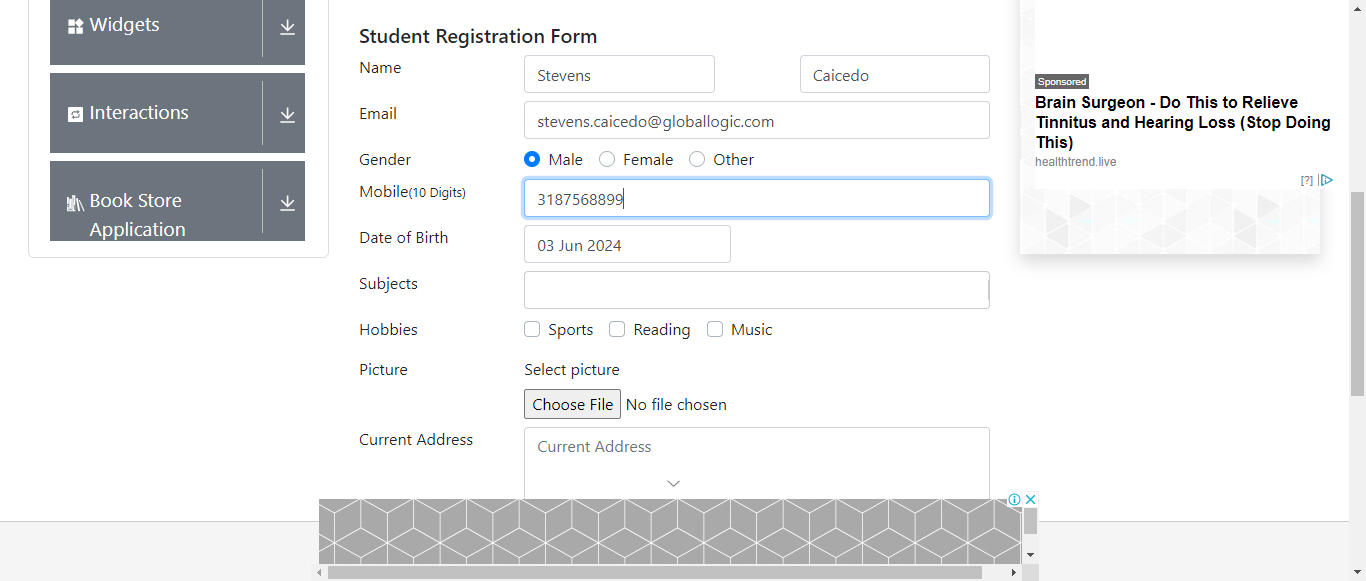 Widgets
Interactions
Book Store
Application
Student Registration Form
Name
Stevens
Caicedo
Email
stevens.caicedo@globallogic.com
Gender
Male
Female
Other
Mobile(10 Digits)
3187568899
Date of Birth
03 Jun 2024
Subjects
Hobbies
Sports
Reading
Music
Picture
Select picture
Choose File No file chosen
Current Address
Current Address
Sponsored
Brain Surgeon - Do This to Relieve
Tinnitus and Hearing Loss (Stop Doing
This)
healthtrend.live
[?]